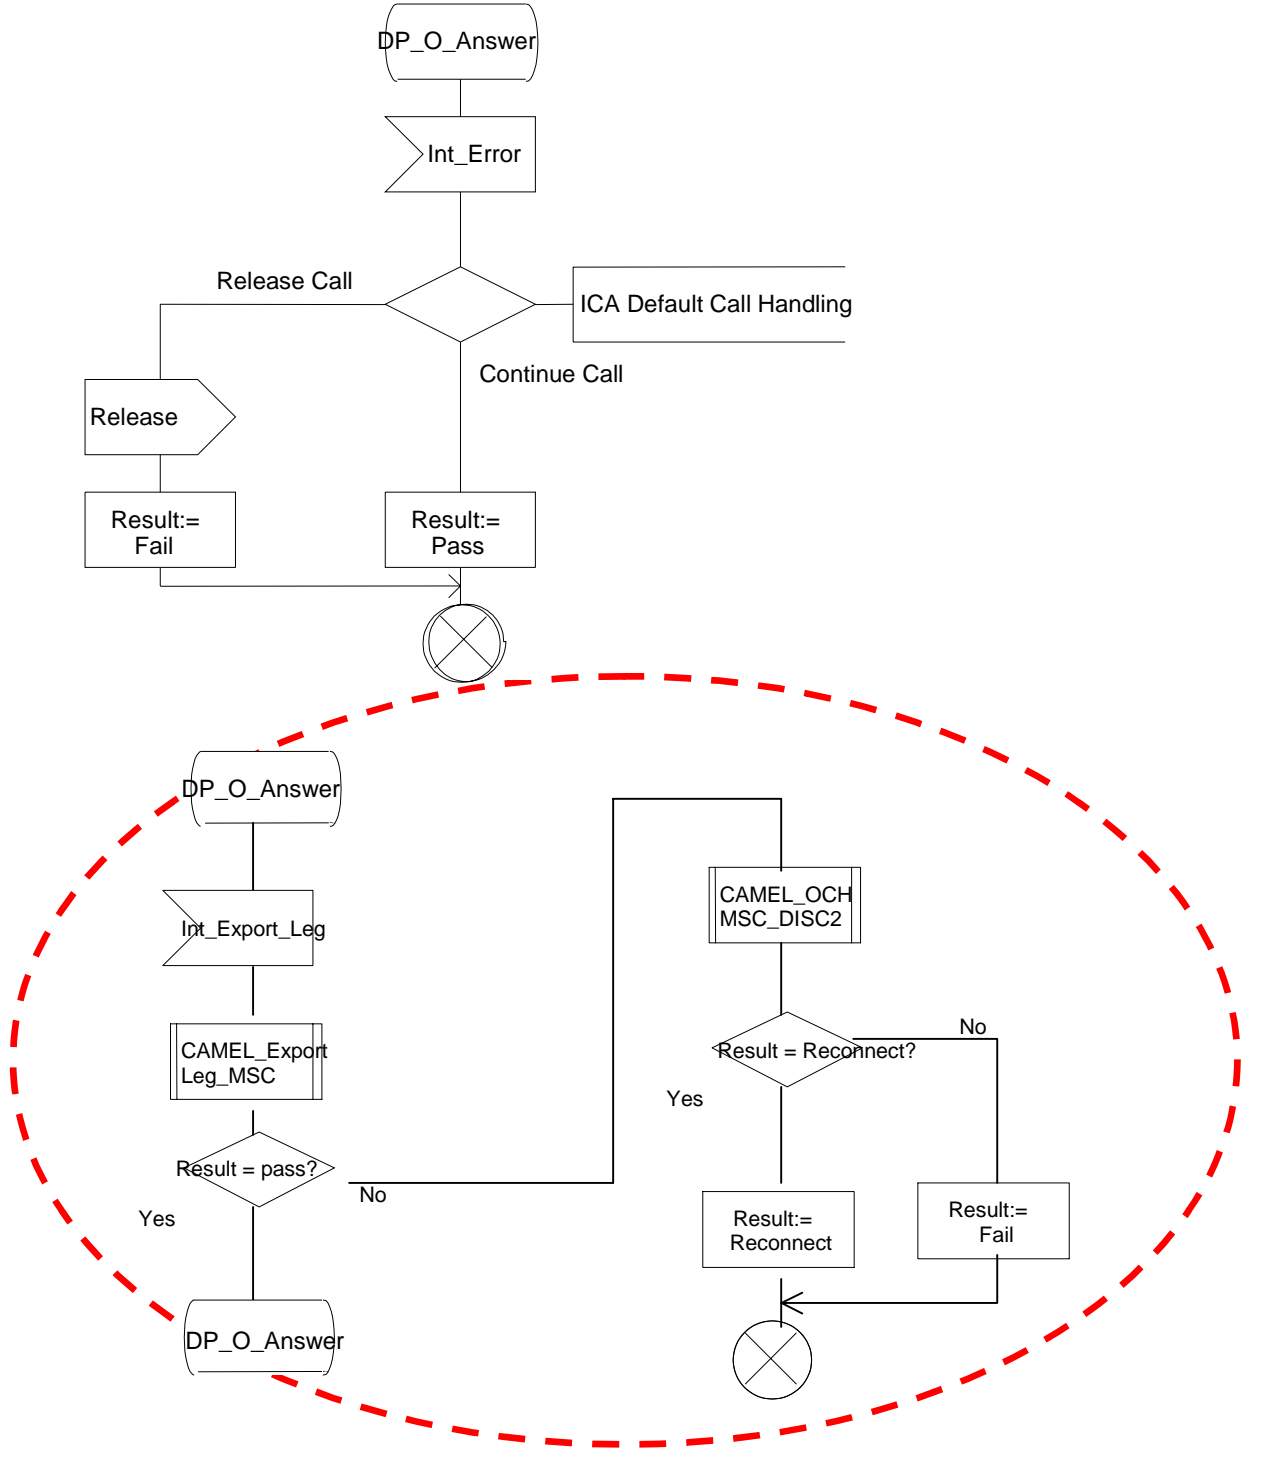 DP_O_Answer
Int_Error
Release Call
ICA Default Call Handling
Continue Call
Release
Result:=
Fail
Result:=
Pass
DP_O_Answer
Int_Export_Leg
CAMEL_Export
Leg_MSC
Result = pass?
No
Yes
DP_O_Answer
CAMEL_OCH
MSC_DISC2
Result = Reconnect?
No
Yes
Result:=
Reconnect
Result:=
Fail